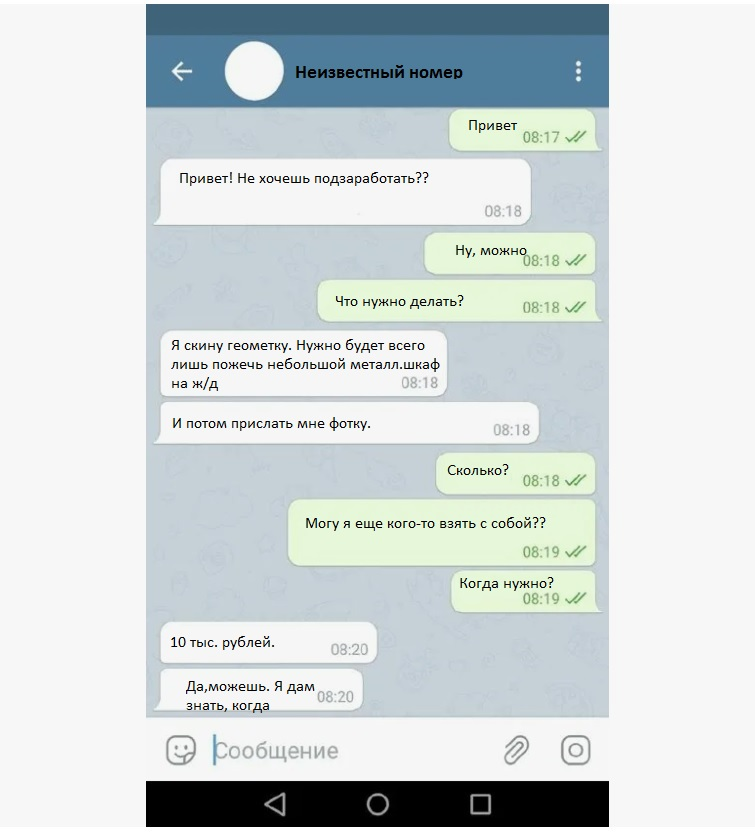 Неизвестный номер
Привет
08:17
Привет! Не хочешь подзаработать??
08:18
Ну, можно
08:18
Что нужно делать?
08:18
Я скину геометку. Нужно будет всего
лишь пожечь небольшой металл.шкаф
на ж/д
08:18
И потом прислать мне фотку.
08:18
Сколько?
08:18
Могу я еще кого-то взять с собой??
08:19
Когда нужно?
08:19
10 тыс. рублей.
08:20
Да,можешь. Я дам
знать, когда
08:20
Сообщение